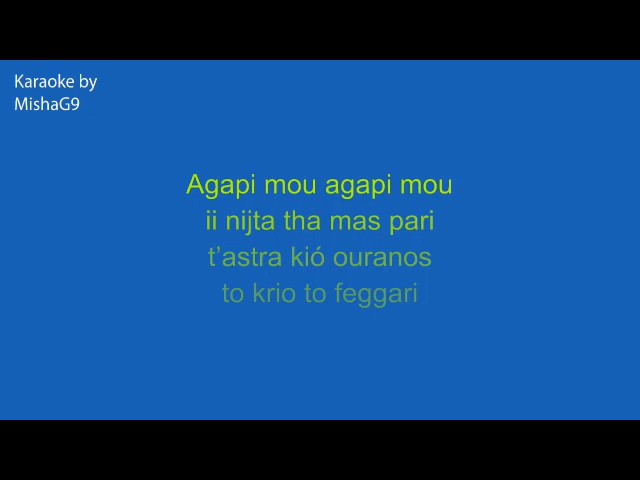 Karaoke by
MishaG9
Agapi mou agapi mou
ii nijta tha mas pari
t’astra kió ouranos
to krio to feggari